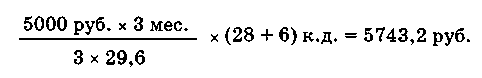 5000 руб. × 3 мес.
3 × 29,6
× (28 + 6) к.д. = 5743,2 руб.